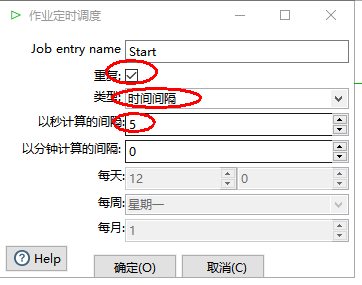 作业定时调度
Job entry name Start
重复:
类型: 时间间隔
以秒计算的间隔: 5
以分钟计算的间隔: 0
每天: 12 0
每周: 星期一
每月: 1
Help 确定(O) 取消(C)